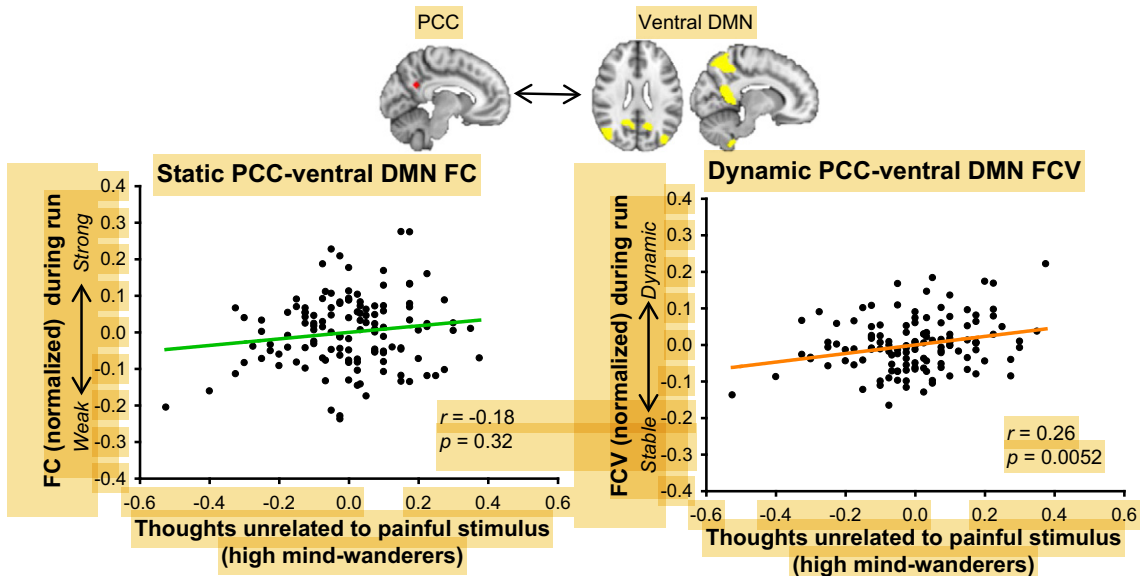 PCC
Ventral DMN
Static PCC-ventral DMN FC
FC (normalized) during run
Weak
Strong
0.4
0.3
0.2
0.1
0.0
-0.1
-0.2
-0.3
-0.4
r = -0.18
p = 0.32
-0.6
-0.4
-0.2
0.0
0.2
0.4
0.6
Thoughts unrelated to painful stimulus
(high mind-wanderers)
Dynamic PCC-ventral DMN FCV
FCV (normalized) during run
Stable
Dynamic
0.4
0.3
0.2
0.1
0.0
-0.1
-0.2
-0.3
-0.4
r = 0.26
p = 0.0052
-0.6
-0.4
-0.2
0.0
0.2
0.4
0.6
Thoughts unrelated to painful stimulus
(high mind-wanderers)